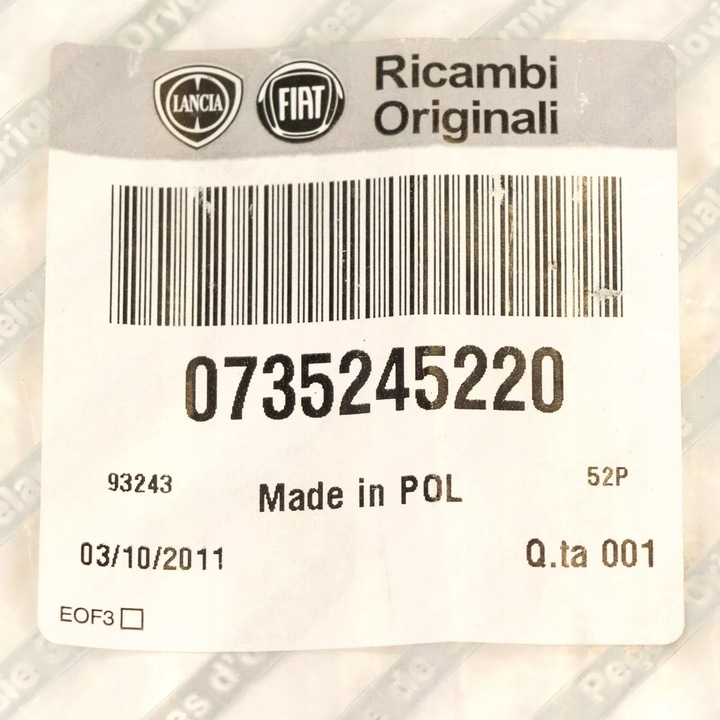 LANCIA
FIAT
Ricambi
Originali
0735245220
93243
Made in POL
52P
03/10/2011
Q.ta 001
EOF3